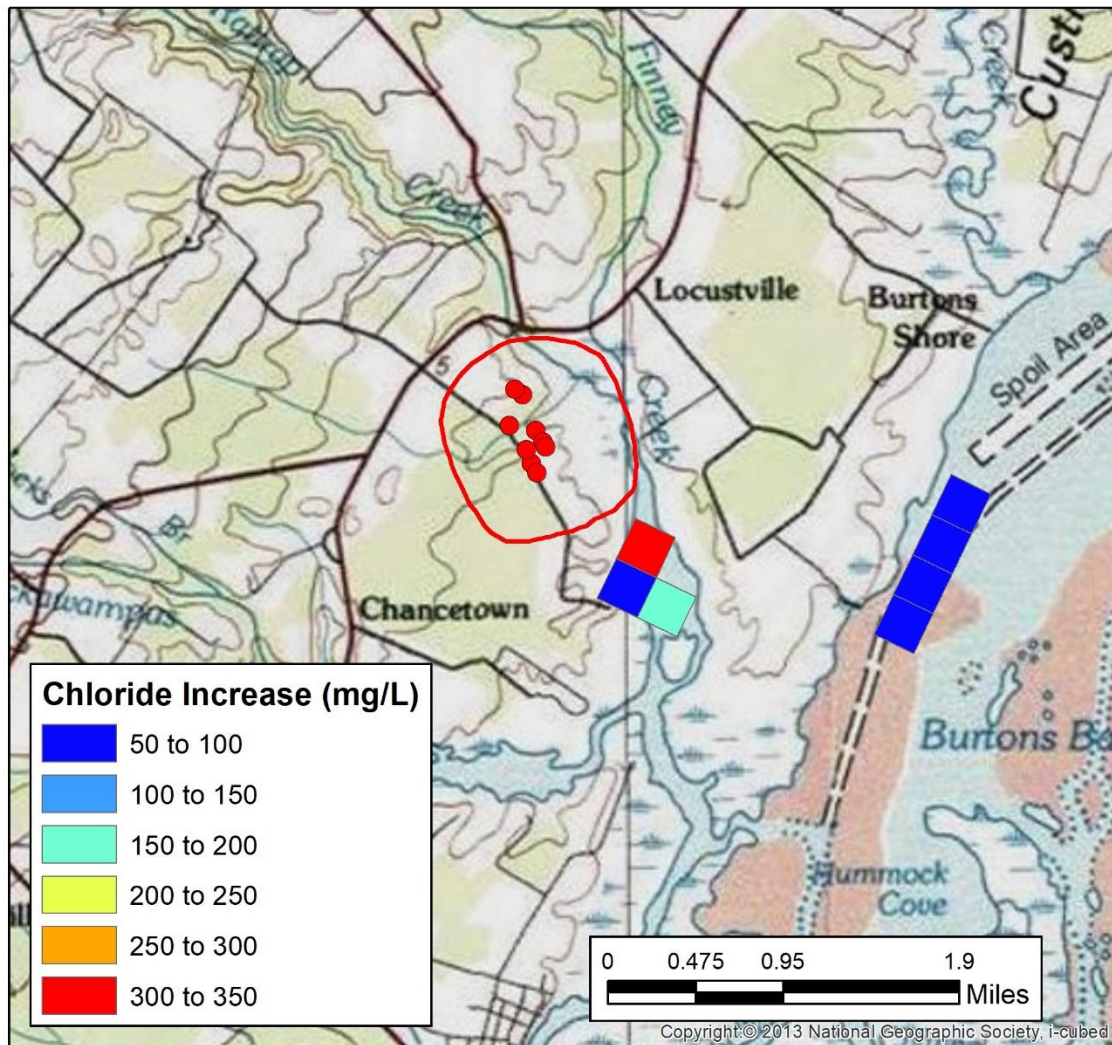 Creek
Finney
Creek
Creek
Locustville
Burtons
Shore
Spoil Area
5
Creek
Br
Chancetown
Burtons
Hummock
Cove
Chloride Increase (mg/L)
50 to 100
100 to 150
150 to 200
200 to 250
250 to 300
300 to 350
0 0.475 0.95 1.9
Miles
Copyright:© 2013 National Geographic Society, i-cubed